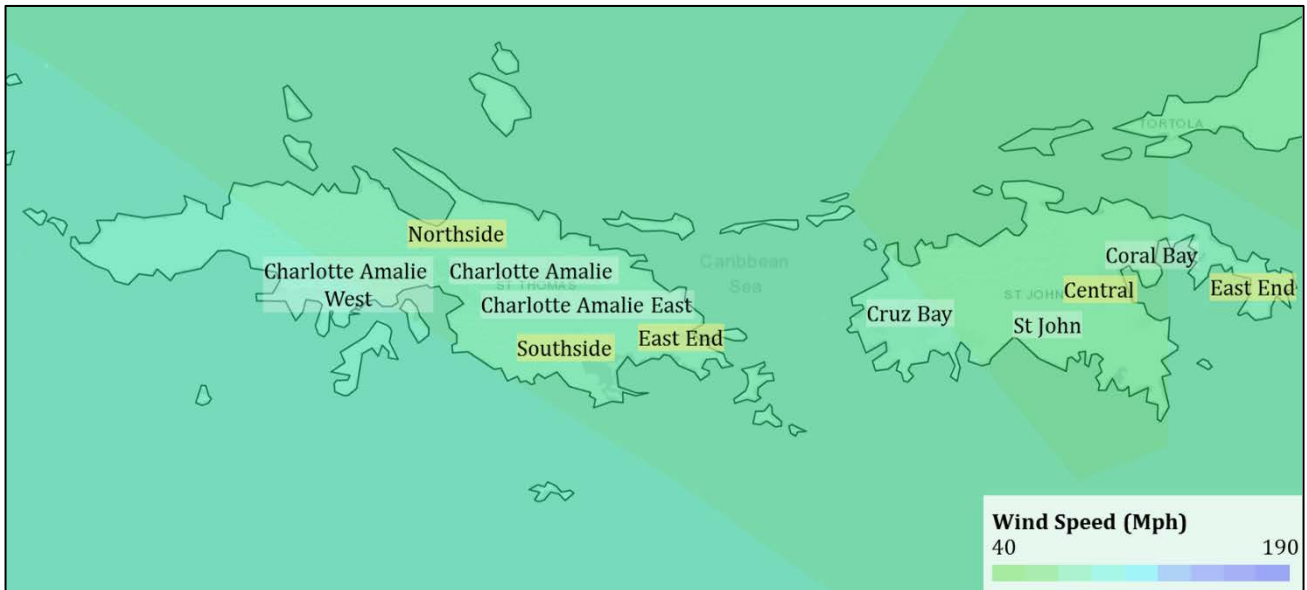 TORTOLA
Northside
Charlotte Amalie
West
Charlotte Amalie
ST THOMAS
Charlotte Amalie East
Southside
East End
Caribbean
Sea
Cruz Bay
ST JOHN
St John
Central
Coral Bay
East End
Wind Speed (Mph)
40 190